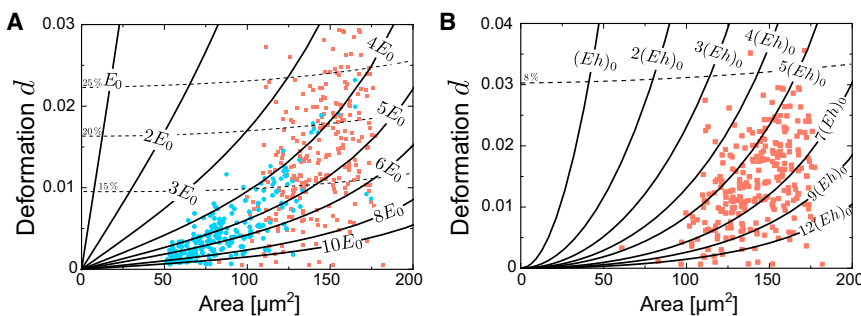 A
B
0.03
0.02
0.01
0
Deformation d
0
50
100
150
200
Area [µm²]
25%
20%
15%
E₀
2E₀
3E₀
4E₀
5E₀
6E₀
8E₀
10E₀
0.04
0.03
0.02
0.01
0.00
Deformation d
0
50
100
150
200
Area [µm²]
8%
(Eh)₀
2(Eh)₀
3(Eh)₀
4(Eh)₀
5(Eh)₀
7(Eh)₀
9(Eh)₀
12(Eh)₀